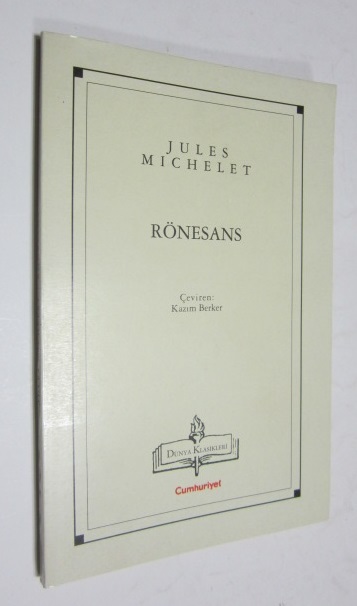 JULES
MICHELET
RÖNESANS
Çeviren:
Kazım Berker
DÜNYA KLASİKLERİ
Cumhuriyet